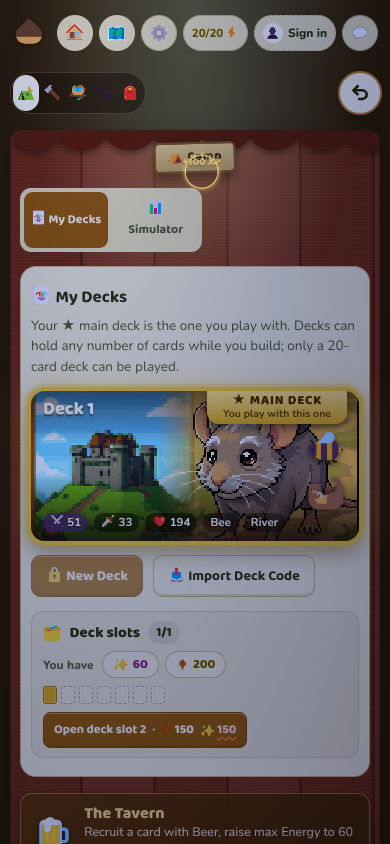 20/20
Sign in
Camp
My Decks
Simulator
My Decks
Your ★ main deck is the one you play with. Decks can
hold any number of cards while you build; only a 20-
card deck can be played.
Deck 1
★ MAIN DECK
You play with this one
51
33
194
Bee
River
New Deck
Import Deck Code
Deck slots
1/1
You have
60
200
Open deck slot 2 · 150 150
The Tavern
Recruit a card with Beer, raise max Energy to 60